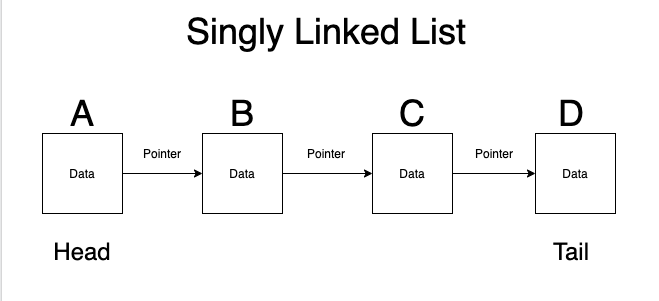 Singly Linked List
A
B
C
D
Data
Pointer
Data
Pointer
Data
Pointer
Data
Head
Tail